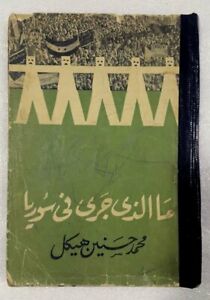 ما الذى جرى فى سوريا
محمد حسنين هيكل